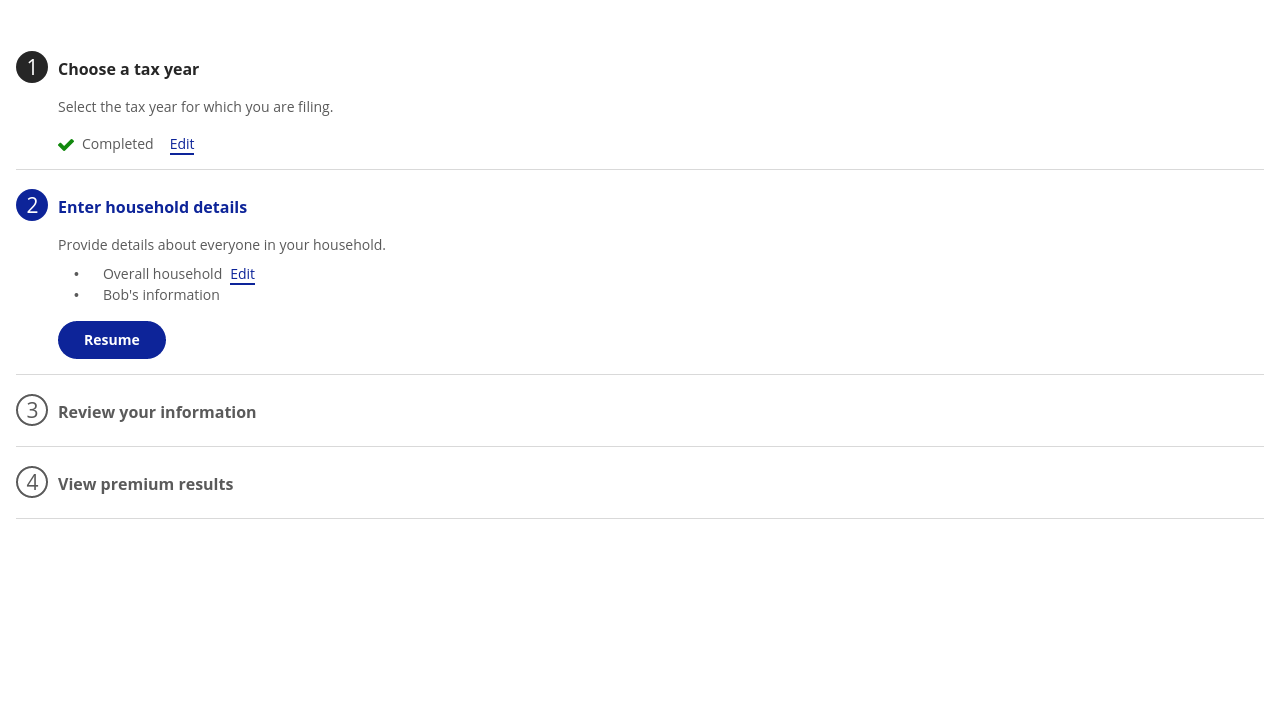 1 Choose a tax year
Select the tax year for which you are filing.
Completed Edit
2 Enter household details
Provide details about everyone in your household.
• Overall household Edit
• Bob's information
Resume
3 Review your information
4 View premium results